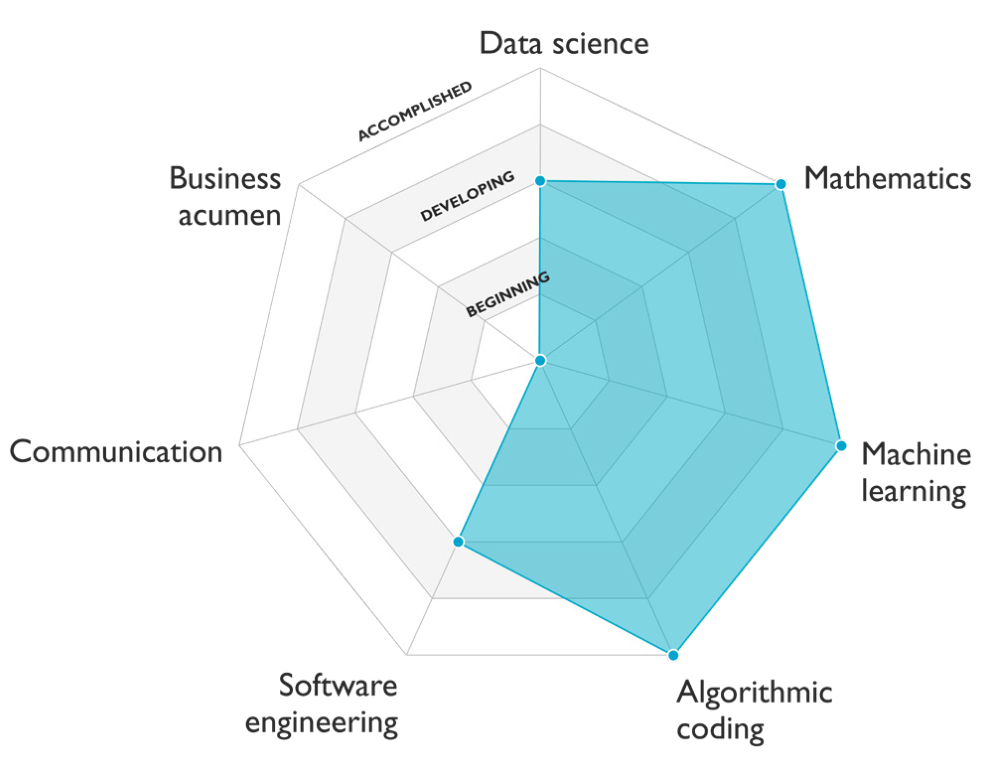 Data science
ACCOMPLISHED
Business
acumen
Mathematics
DEVELOPING
BEGINNING
Communication
Machine
learning
Software
engineering
Algorithmic
coding